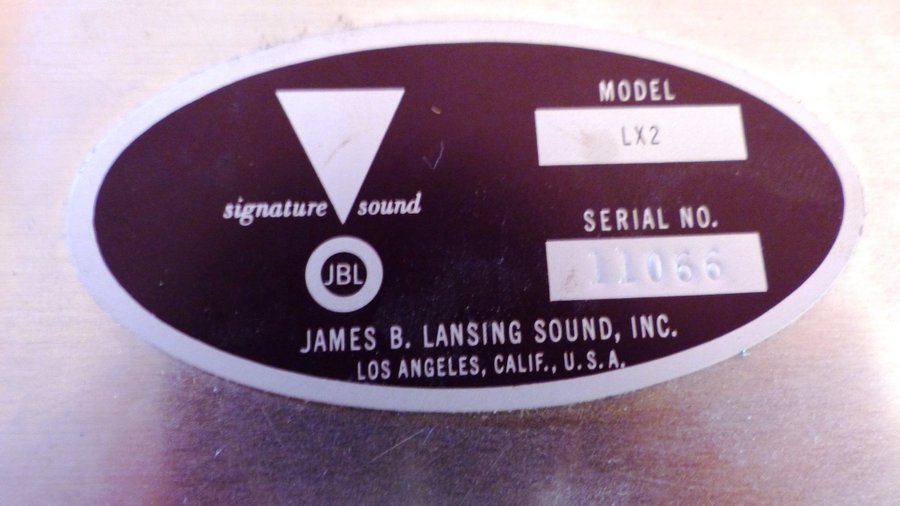 MODEL
LX2
signature sound
SERIAL NO.
11066
JBL
JAMES B. LANSING SOUND, INC.
LOS ANGELES, CALIF., U.S.A.